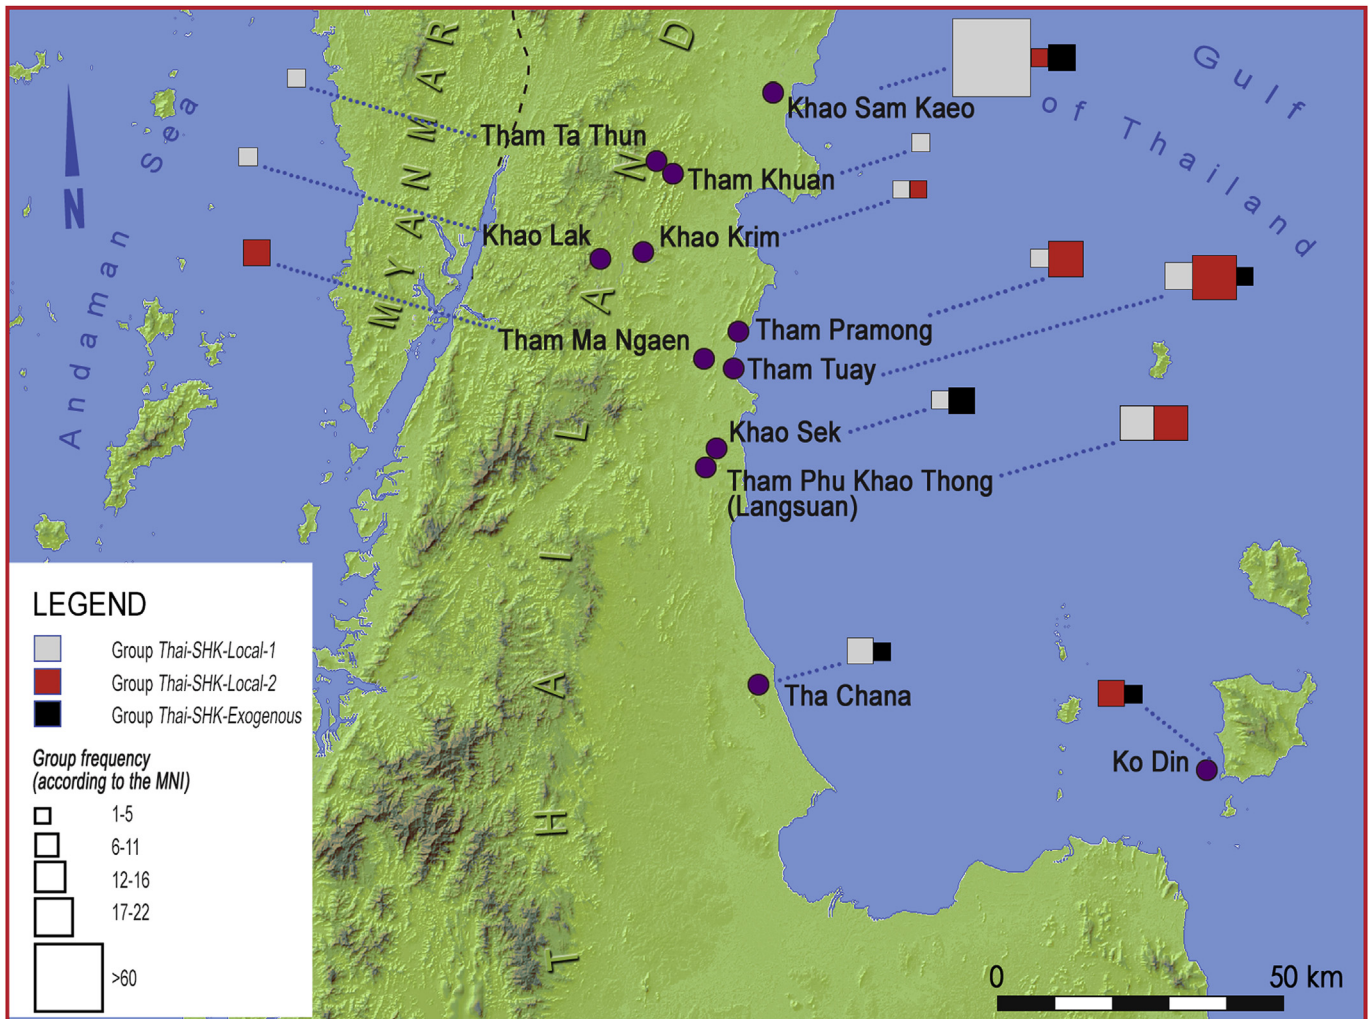 Gulf
of Thailand
Andaman Sea
N
MYANMAR
THAILAND
Khao Sam Kaeo
Tham Ta Thun
Tham Khuan
Khao Lak
Khao Krim
Tham Pramong
Tham Ma Ngaen
Tham Tuay
Khao Sek
Tham Phu Khao Thong
(Langsuan)
Tha Chana
Ko Din
LEGEND
Group Thai-SHK-Local-1
Group Thai-SHK-Local-2
Group Thai-SHK-Exogenous
Group frequency
(according to the MNI)
1-5
6-11
12-16
17-22
>60
0 50 km